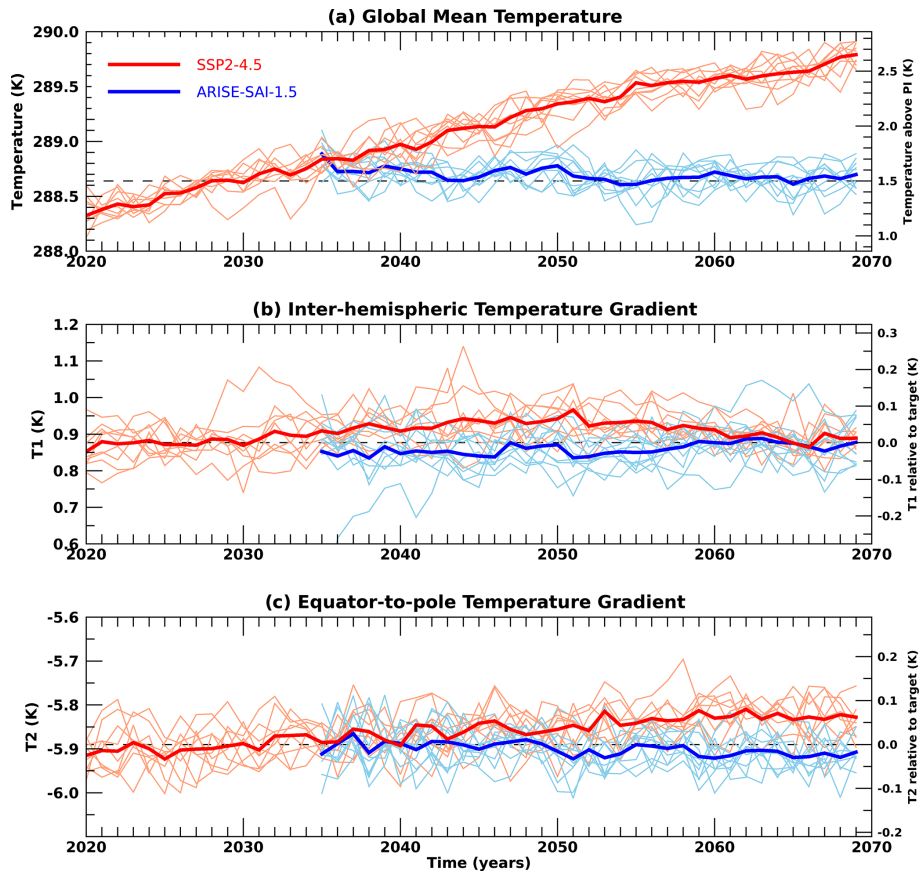 (a) Global Mean Temperature
Temperature (K)
290.0
289.5
289.0
288.5
288.0
SSP2-4.5
ARISE-SAI-1.5
2.5
2.0
1.5
1.0
Temperature above PI (K)
2020 2030 2040 2050 2060 2070
(b) Inter-hemispheric Temperature Gradient
T1 (K)
1.2
1.1
1.0
0.9
0.8
0.7
0.6
0.3
0.2
0.1
0.0
-0.1
-0.2
T1 relative to target (K)
2020 2030 2040 2050 2060 2070
(c) Equator-to-pole Temperature Gradient
T2 (K)
-5.6
-5.7
-5.8
-5.9
-6.0
0.2
0.1
0.0
-0.1
-0.2
T2 relative to target (K)
2020 2030 2040 2050 2060 2070
Time (years)